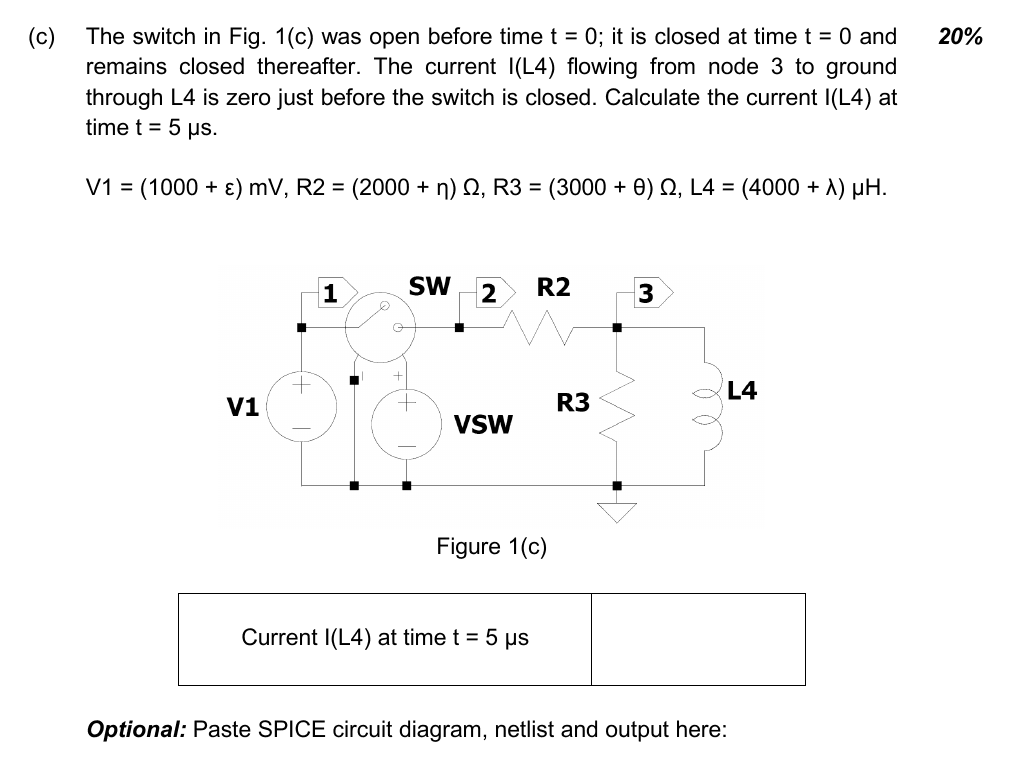 (c) The switch in Fig. 1(c) was open before time t = 0; it is closed at time t = 0 and 20%
remains closed thereafter. The current I(L4) flowing from node 3 to ground
through L4 is zero just before the switch is closed. Calculate the current I(L4) at
time t = 5 μs.
V1 = (1000 + ε) mV, R2 = (2000 + η) Ω, R3 = (3000 + θ) Ω, L4 = (4000 + λ) μH.
1 SW 2 R2 3
V1 VSW R3 L4
Figure 1(c)
Current I(L4) at time t = 5 μs
Optional: Paste SPICE circuit diagram, netlist and output here: